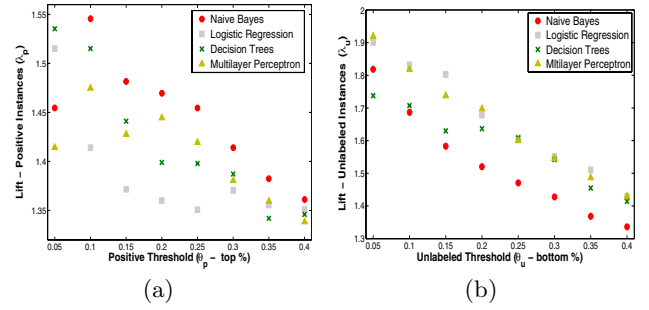 Lift – Positive Instances (λp)
1.55
1.5
1.45
1.4
1.35
Naive Bayes
Logistic Regression
Decision Trees
Multilayer Perceptron
0.05 0.1 0.15 0.2 0.25 0.3 0.35 0.4
Positive Threshold (θp – top %)
(a)
Lift – Unlabeled Instances (λu)
2
1.9
1.8
1.7
1.6
1.5
1.4
1.3
Naive Bayes
Logistic Regression
Decision Trees
Mltilayer Perceptron
0.05 0.1 0.15 0.2 0.25 0.3 0.35 0.4
Unlabeled Threshold (θu – bottom %)
(b)